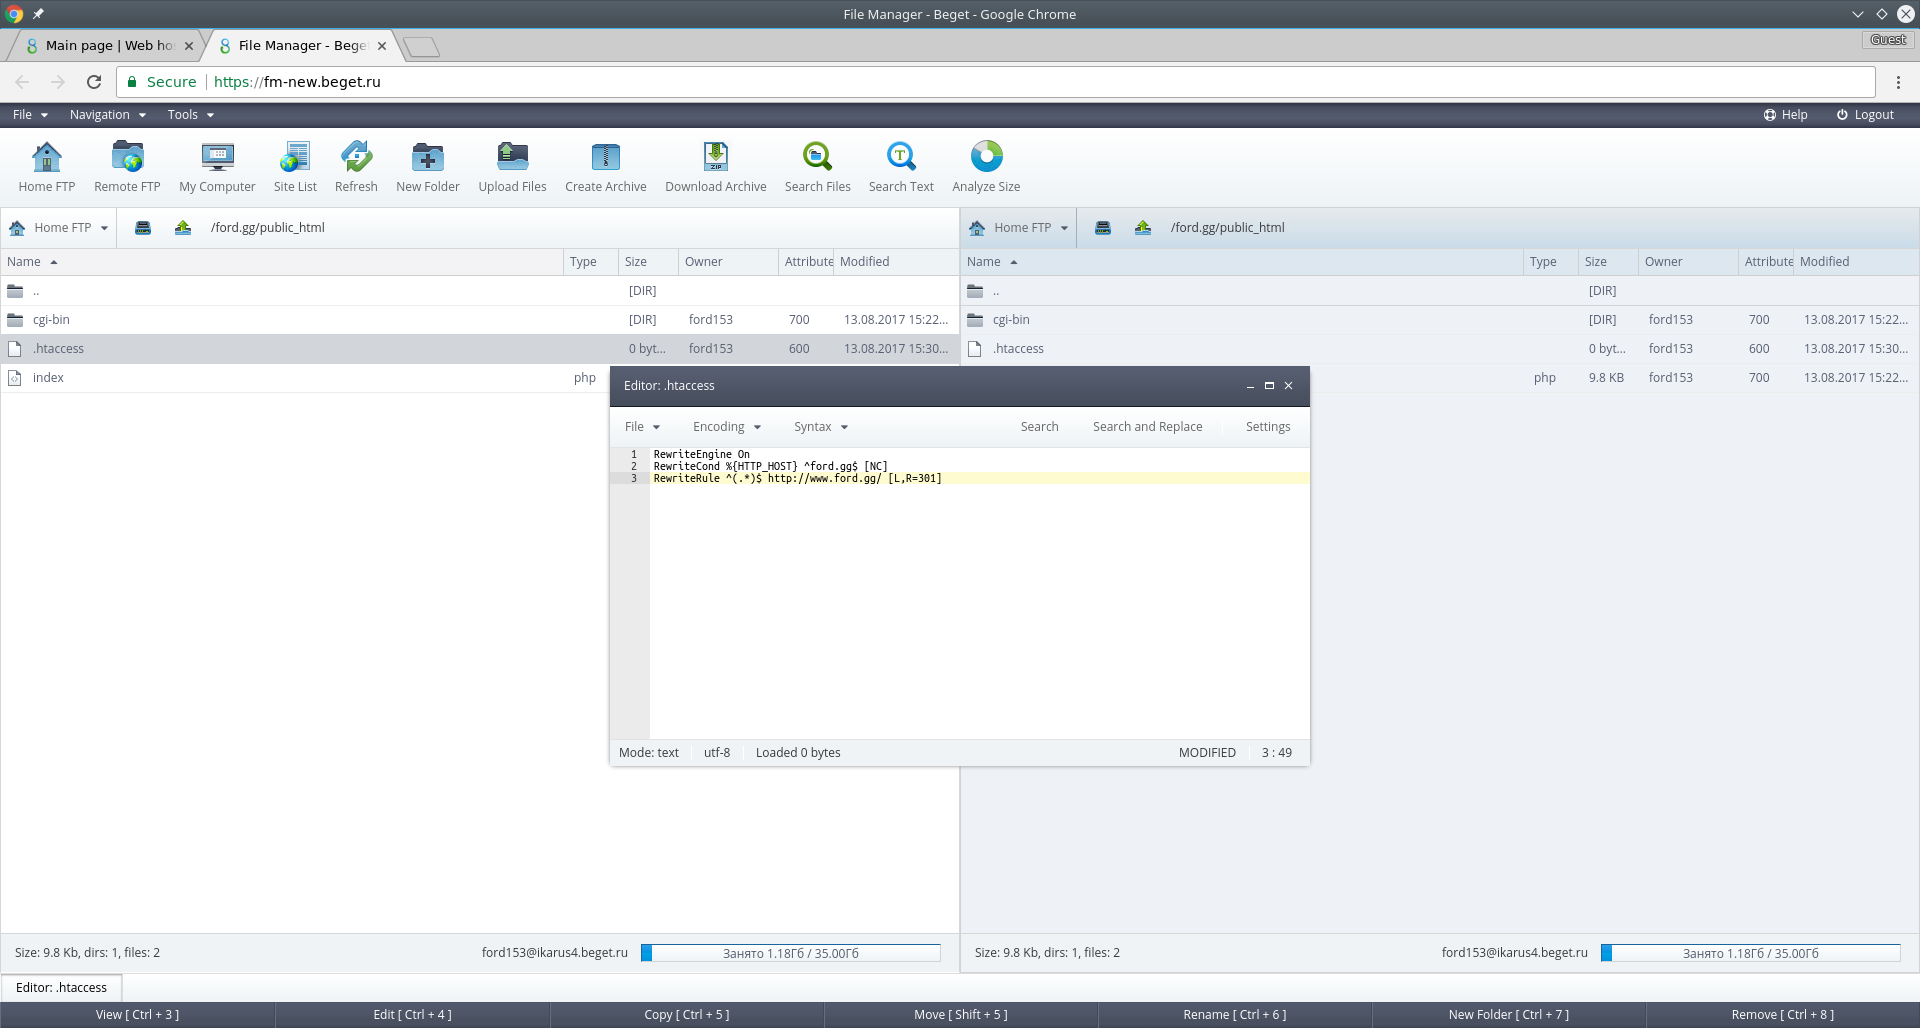 File Manager - Beget - Google Chrome
Main page | Web ho
File Manager - Bege
Guest
Secure https://fm-new.beget.ru
File Navigation Tools Help Logout
Home FTP Remote FTP My Computer Site List Refresh New Folder Upload Files Create Archive ZIP Download Archive Search Files T Search Text Analyze Size
Home FTP /ford.gg/public_html
Name Type Size Owner Attribute Modified
.. [DIR]
cgi-bin [DIR] ford153 700 13.08.2017 15:22...
.htaccess 0 byt... ford153 600 13.08.2017 15:30...
index php
Home FTP /ford.gg/public_html
Name Type Size Owner Attribute Modified
.. [DIR]
cgi-bin [DIR] ford153 700 13.08.2017 15:22...
.htaccess 0 byt... ford153 600 13.08.2017 15:30...
php 9.8 KB ford153 700 13.08.2017 15:22...
Editor: .htaccess
File Encoding Syntax Search Search and Replace Settings
1 RewriteEngine On
2 RewriteCond %{HTTP_HOST} ^ford.gg$ [NC]
3 RewriteRule ^(.*)$ http://www.ford.gg/ [L,R=301]
Mode: text utf-8 Loaded 0 bytes MODIFIED 3 : 49
Size: 9.8 Kb, dirs: 1, files: 2 ford153@ikarus4.beget.ru Занято 1.18Гб / 35.00Гб
Size: 9.8 Kb, dirs: 1, files: 2 ford153@ikarus4.beget.ru Занято 1.18Гб / 35.00Гб
Editor: .htaccess
View [ Ctrl + 3 ] Edit [ Ctrl + 4 ] Copy [ Ctrl + 5 ] Move [ Shift + 5 ] Rename [ Ctrl + 6 ] New Folder [ Ctrl + 7 ] Remove [ Ctrl + 8 ]